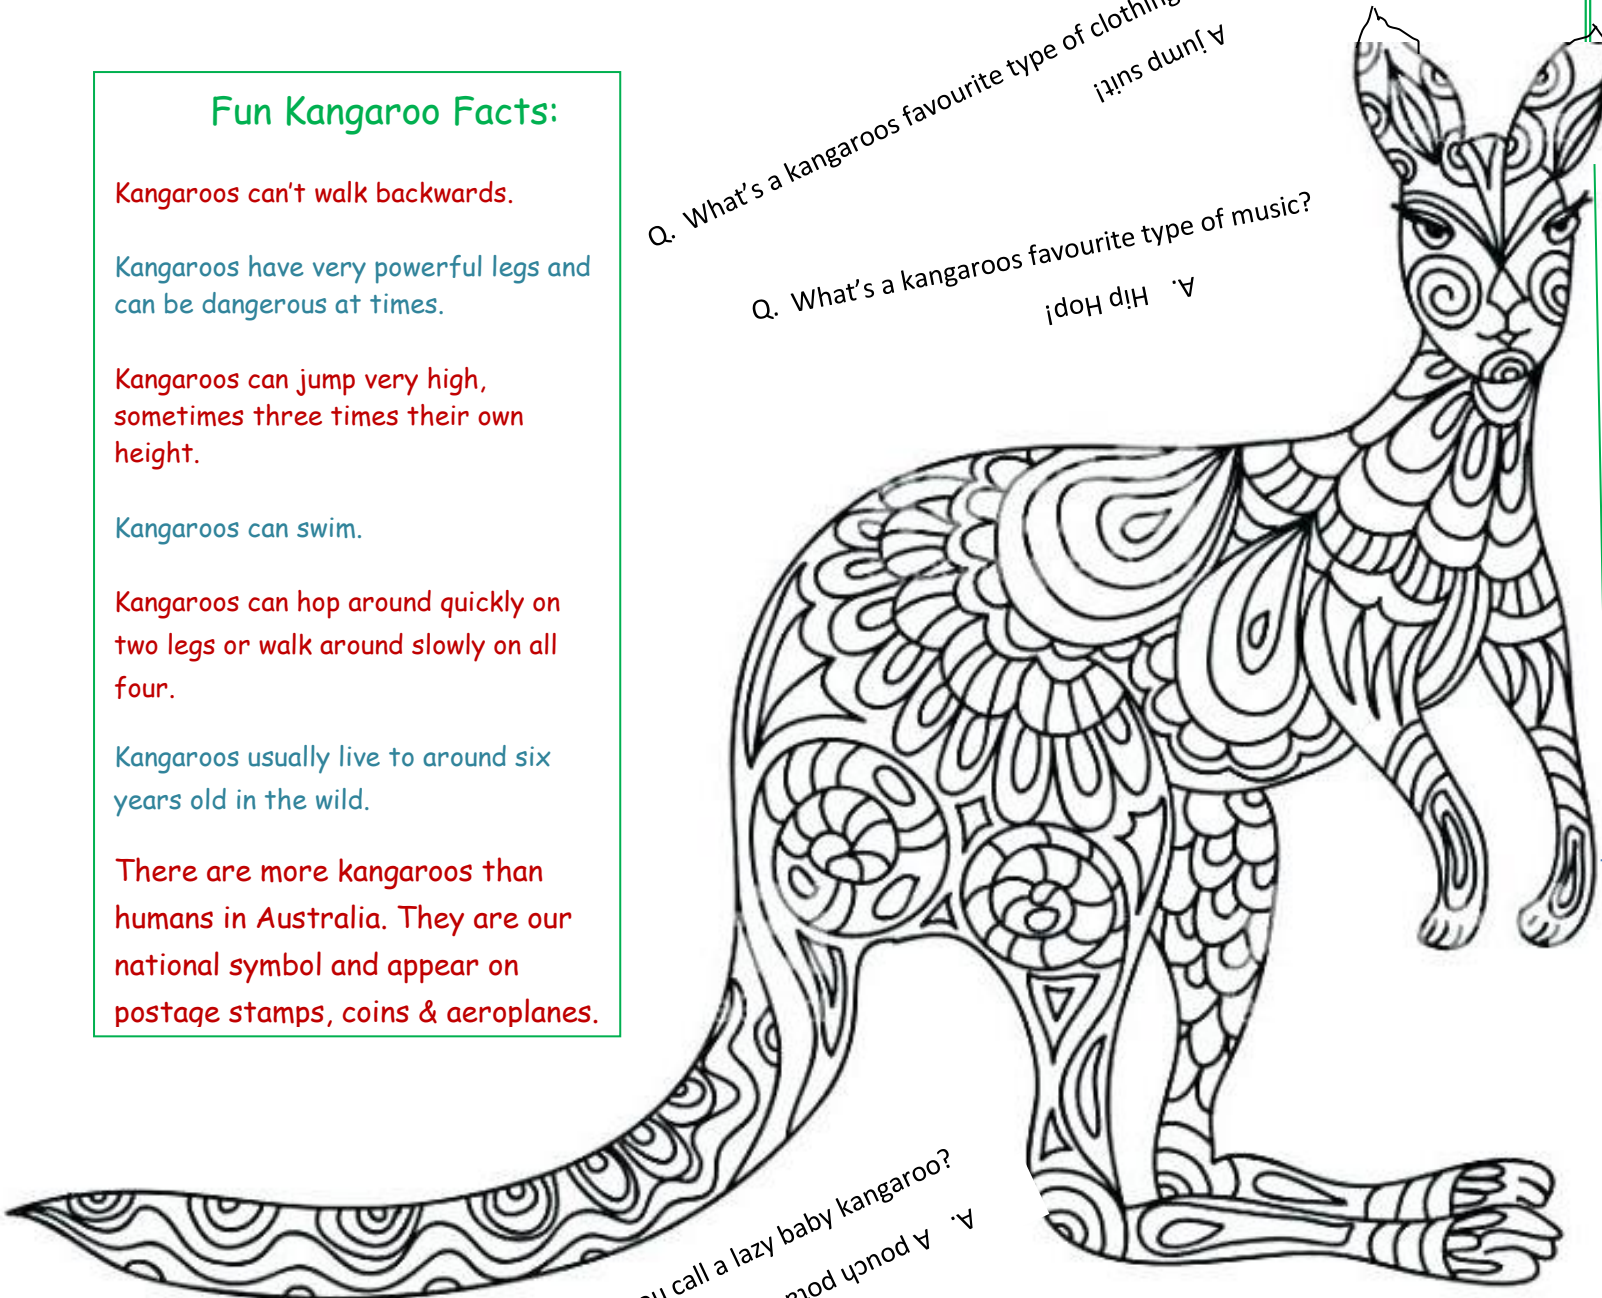 Fun Kangaroo Facts:
Kangaroos can't walk backwards.
Kangaroos have very powerful legs and
can be dangerous at times.
Kangaroos can jump very high,
sometimes three times their own
height.
Kangaroos can swim.
Kangaroos can hop around quickly on
two legs or walk around slowly on all
four.
Kangaroos usually live to around six
years old in the wild.
There are more kangaroos than
humans in Australia. They are our
national symbol and appear on
postage stamps, coins & aeroplanes.
Q. What's a kangaroos favourite type of clothing
A jump suit!
Q. What's a kangaroos favourite type of music?
A. Hip Hop!
call a lazy baby kangaroo?
A. A pouch